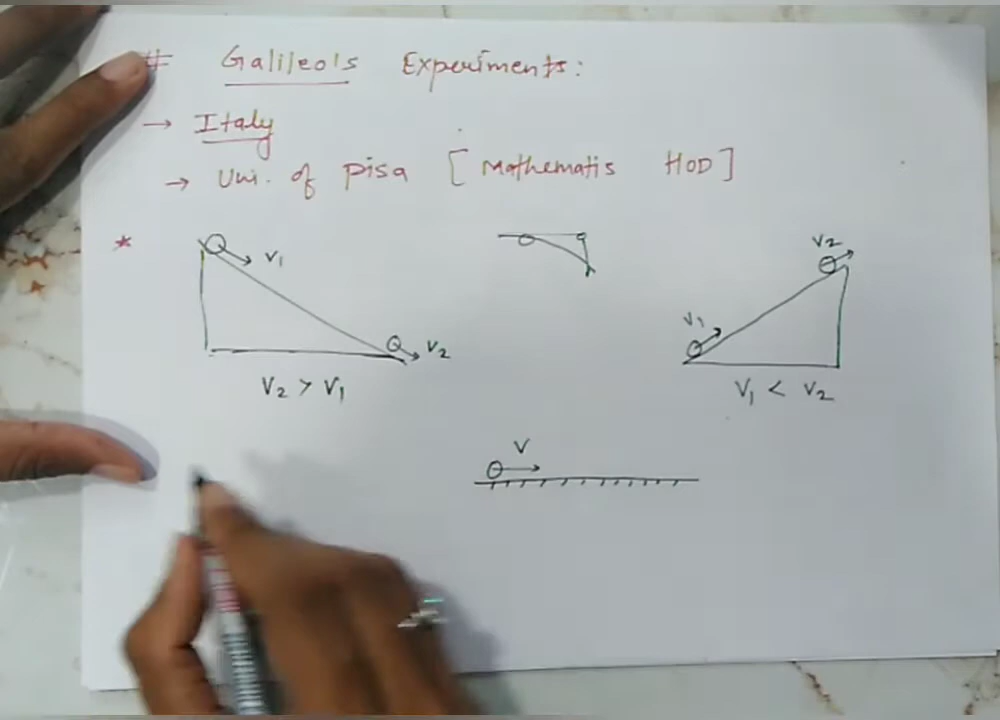 # Galileo's Experiments:
→ Italy
→ Uni. of pisa [Mathematis HOD]
*
V1
V2
V2 > V1
V1
V2
V1 < V2
V